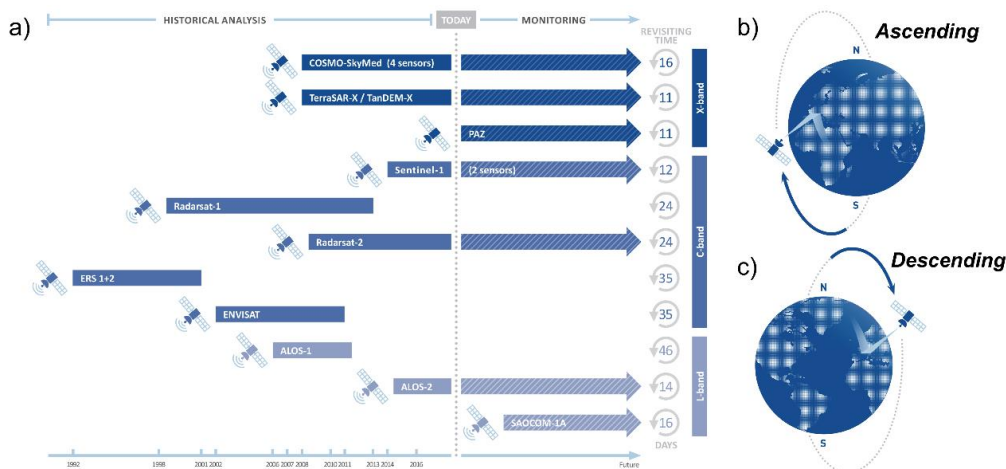 a)
HISTORICAL ANALYSIS
TODAY
MONITORING
REVISITING
TIME
COSMO-SkyMed (4 sensors)
16
TerraSAR-X / TanDEM-X
11
PAZ
11
X-band
Sentinel-1 (2 sensors)
12
Radarsat-1
24
Radarsat-2
24
ERS 1+2
35
ENVISAT
35
C-band
ALOS-1
46
ALOS-2
14
SAOCOM-1A
16
L-band
DAYS
1992 1998 2001 2002 2006 2007 2008 2010 2011 2013 2014 2016 Future
b)
Ascending
N
S
c)
Descending
N
S